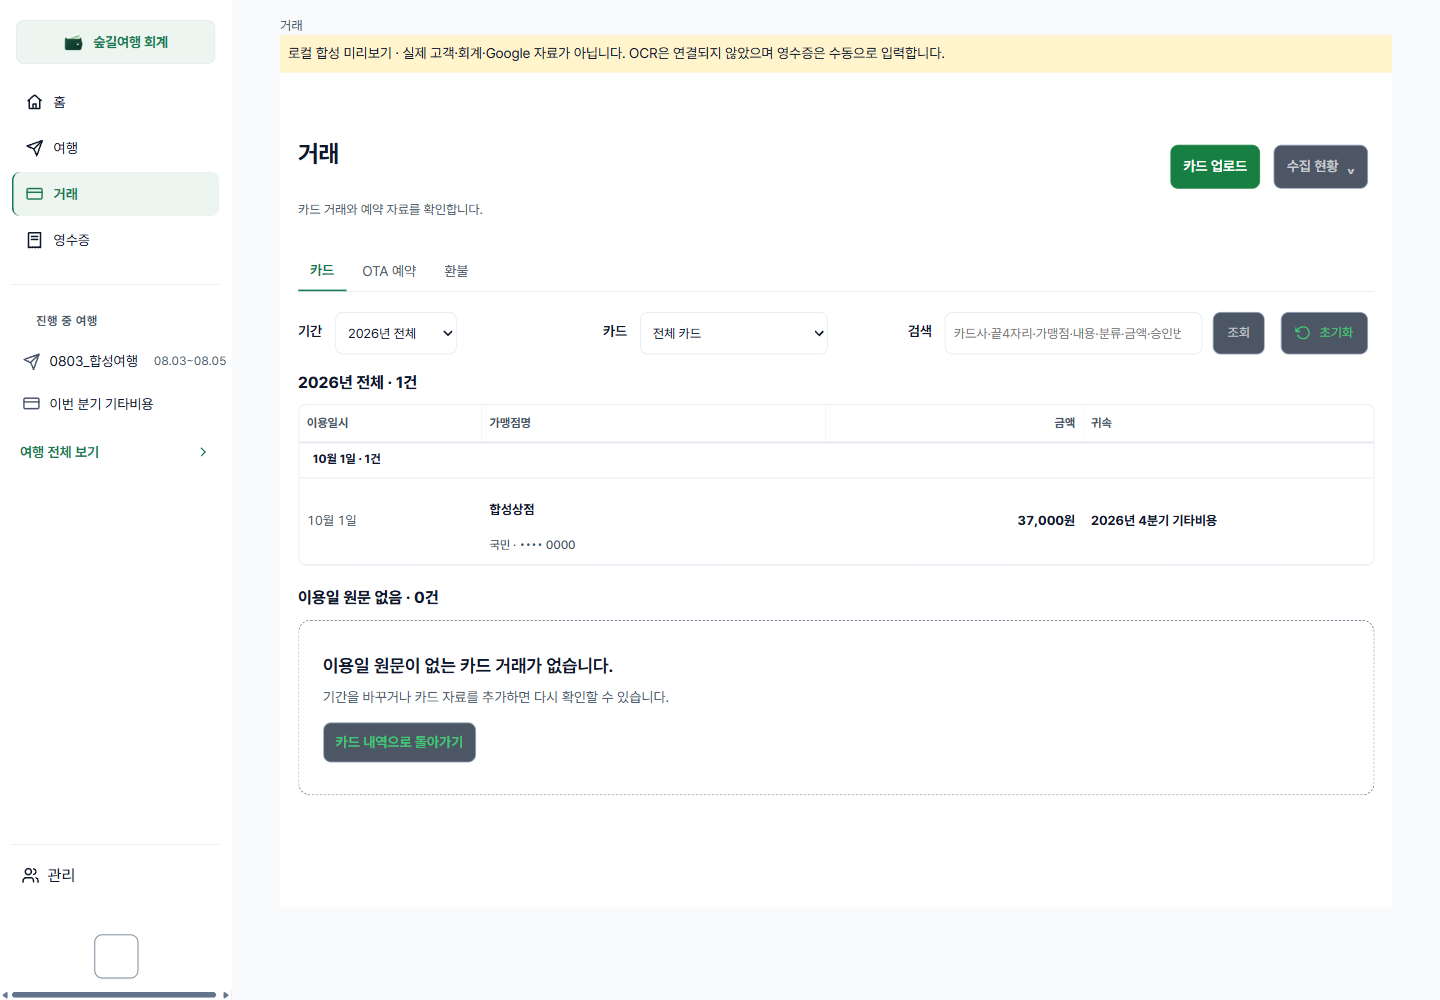 숲길여행 회계
홈
여행
거래
영수증
진행 중 여행
0803_합성여행 08.03~08.05
이번 분기 기타비용
여행 전체 보기
관리
거래
로컬 합성 미리보기 · 실제 고객·회계·Google 자료가 아닙니다. OCR은 연결되지 않았으며 영수증은 수동으로 입력합니다.
거래
카드 업로드 수집 현황
카드 거래와 예약 자료를 확인합니다.
카드 OTA 예약 환불
기간 2026년 전체 카드 전체 카드 검색 카드사·끝4자리·가맹점·내용·분류·금액·승인번 조회 초기화
2026년 전체 · 1건
이용일시 가맹점명 금액 귀속
10월 1일 · 1건
10월 1일 합성상점 37,000원 2026년 4분기 기타비용
국민 · •••• 0000
이용일 원문 없음 · 0건
이용일 원문이 없는 카드 거래가 없습니다.
기간을 바꾸거나 카드 자료를 추가하면 다시 확인할 수 있습니다.
카드 내역으로 돌아가기